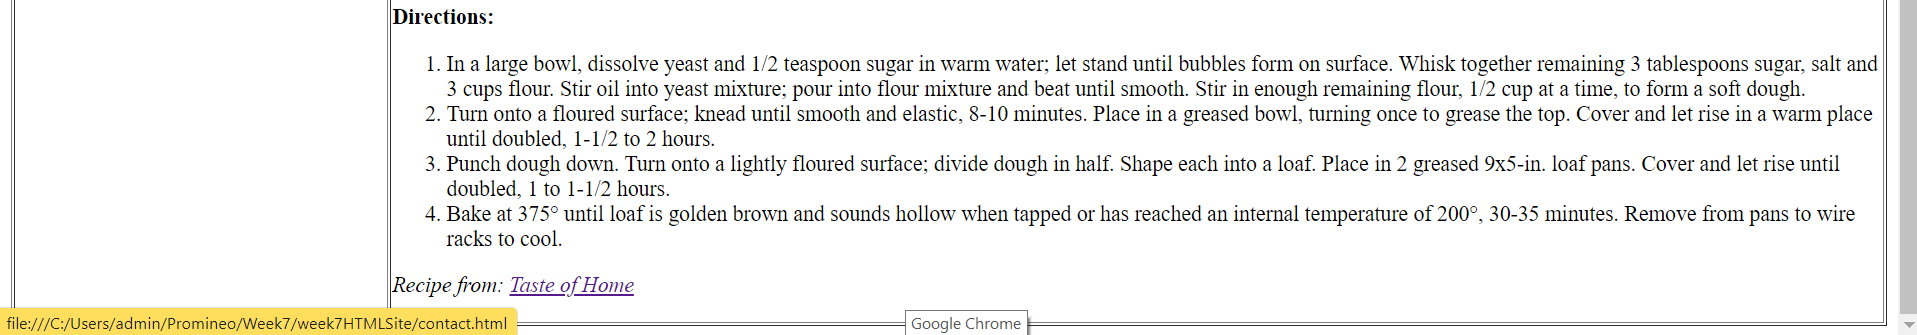 Directions:
1. In a large bowl, dissolve yeast and 1/2 teaspoon sugar in warm water; let stand until bubbles form on surface. Whisk together remaining 3 tablespoons sugar, salt and
3 cups flour. Stir oil into yeast mixture; pour into flour mixture and beat until smooth. Stir in enough remaining flour, 1/2 cup at a time, to form a soft dough.
2. Turn onto a floured surface; knead until smooth and elastic, 8-10 minutes. Place in a greased bowl, turning once to grease the top. Cover and let rise in a warm place
until doubled, 1-1/2 to 2 hours.
3. Punch dough down. Turn onto a lightly floured surface; divide dough in half. Shape each into a loaf. Place in 2 greased 9x5-in. loaf pans. Cover and let rise until
doubled, 1 to 1-1/2 hours.
4. Bake at 375° until loaf is golden brown and sounds hollow when tapped or has reached an internal temperature of 200°, 30-35 minutes. Remove from pans to wire
racks to cool.
Recipe from: Taste of Home
file:///C:/Users/admin/Promineo/Week7/week7HTMLSite/contact.html
Google Chrome